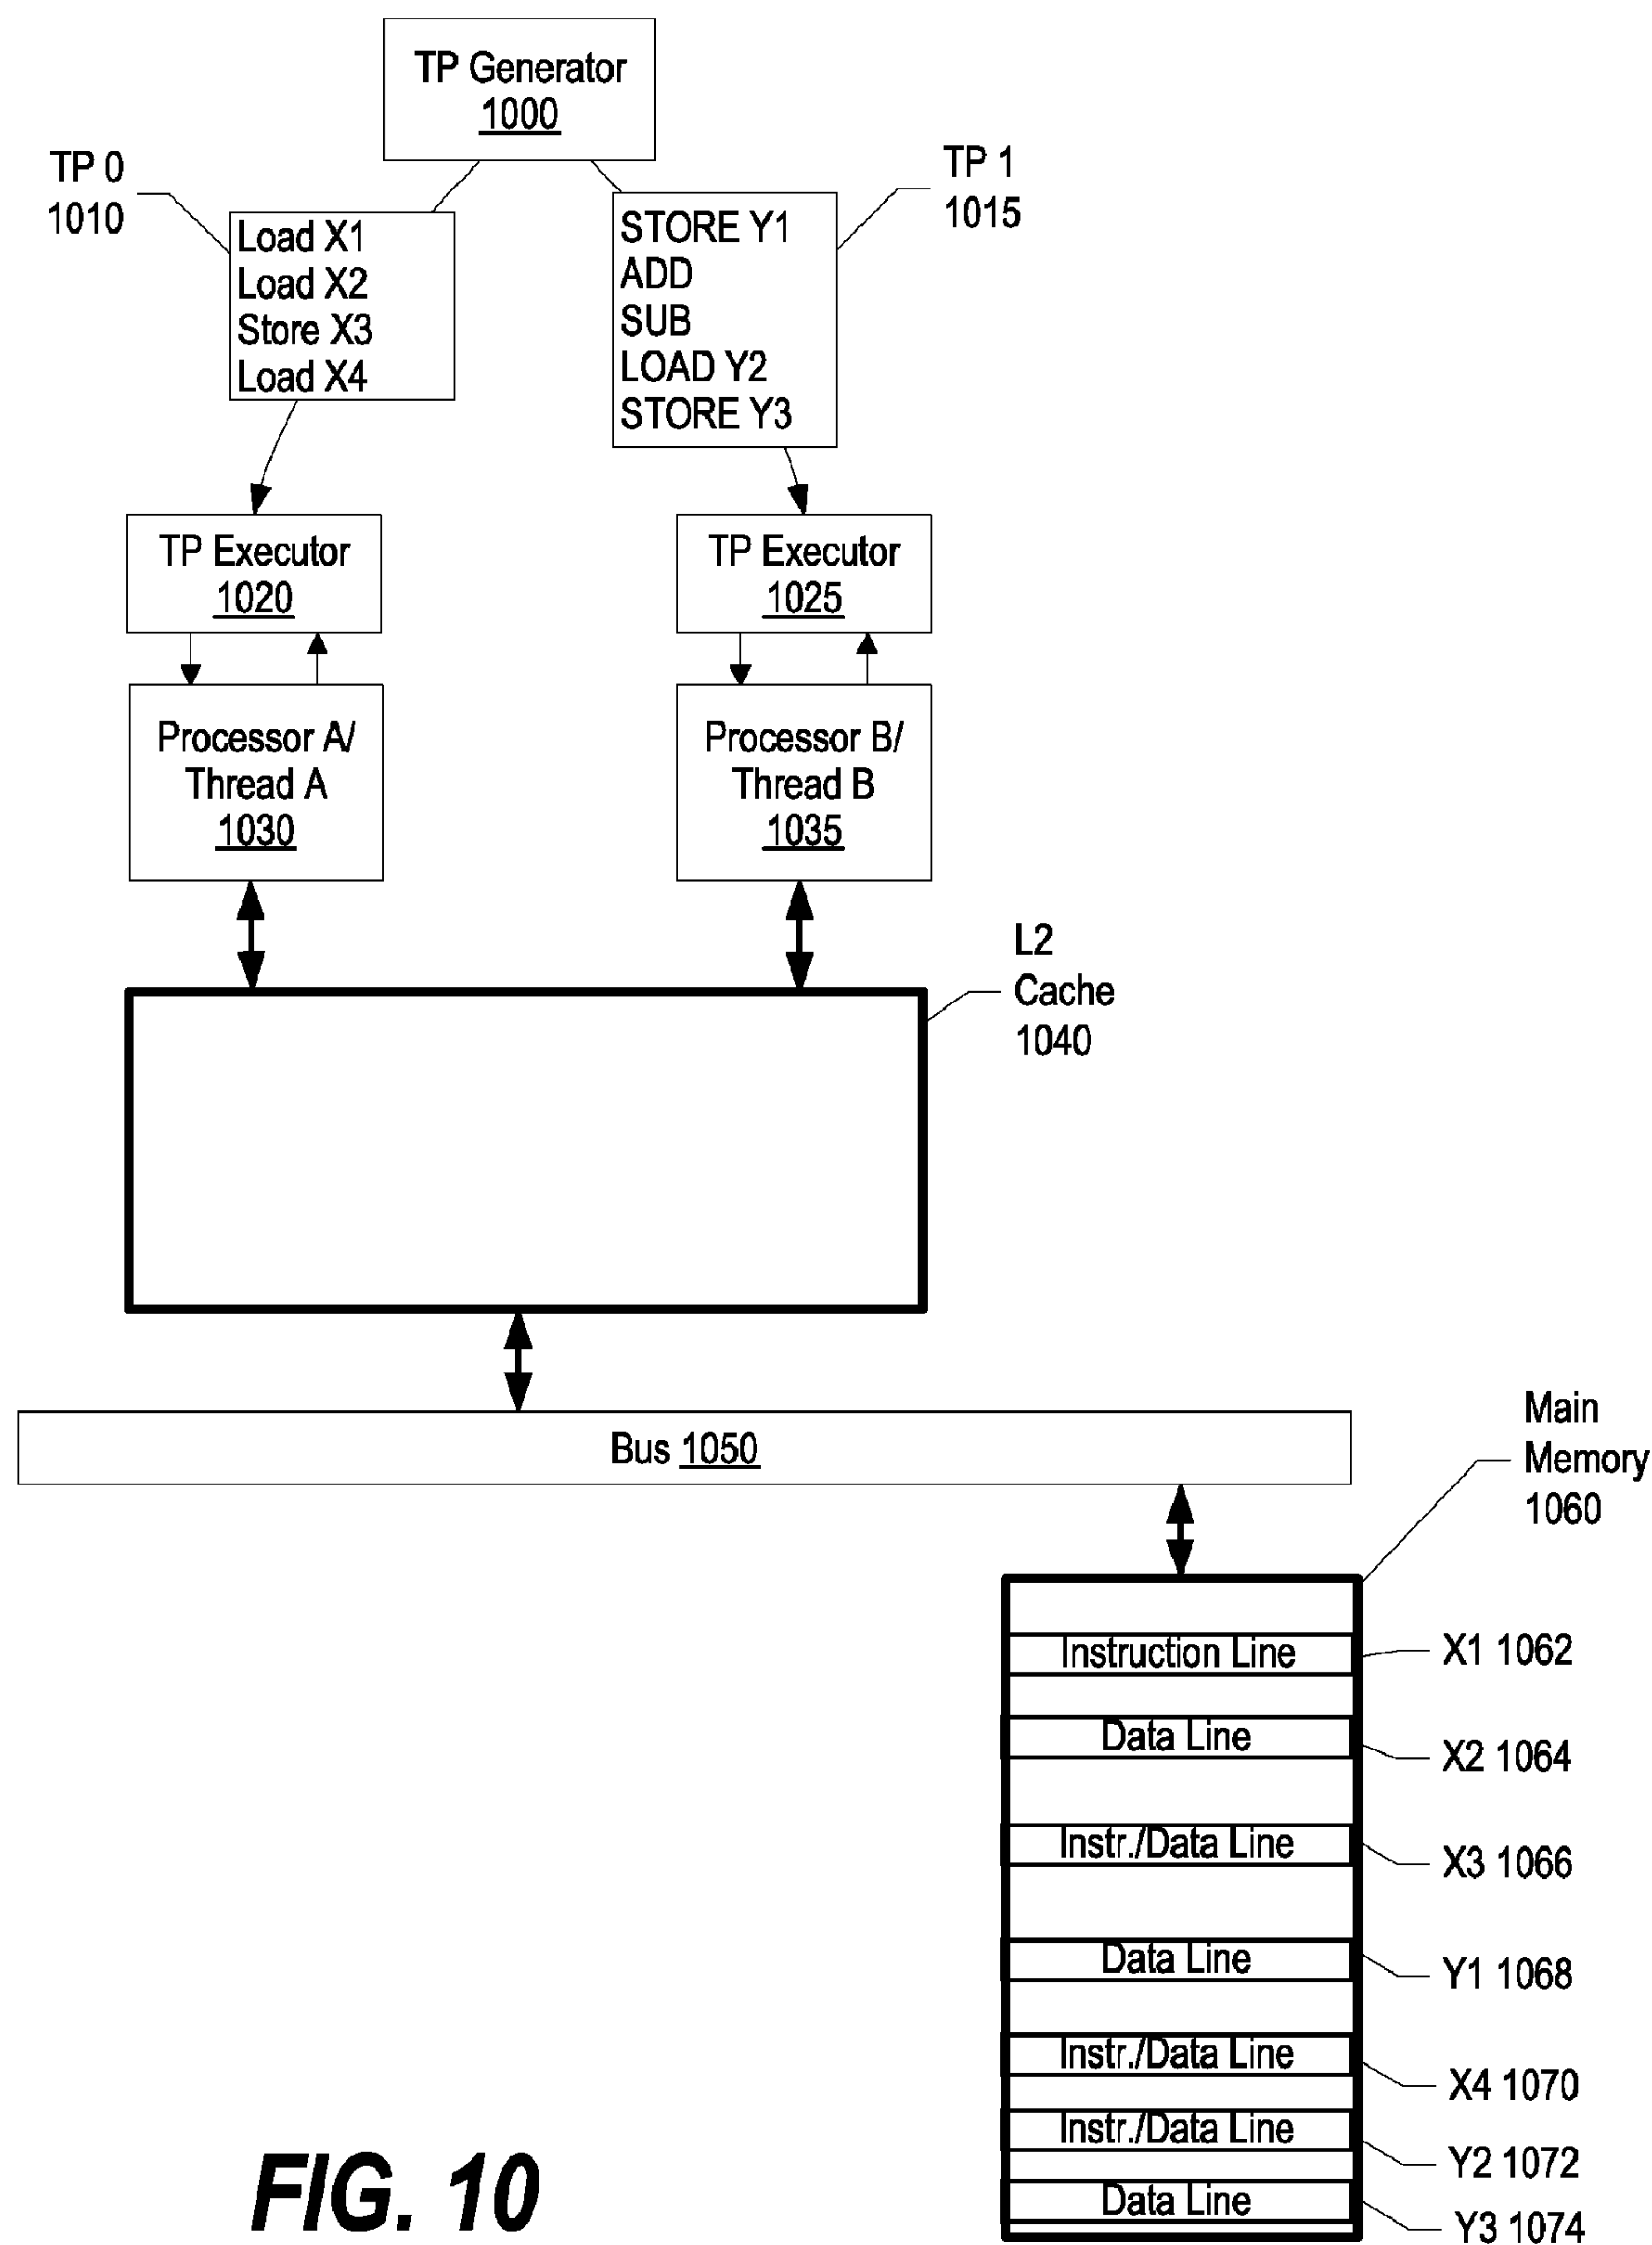 TP Generator
1000
TP 0
1010
TP 1
1015
Load X1
Load X2
Store X3
Load X4
STORE Y1
ADD
SUB
LOAD Y2
STORE Y3
TP Executor
1020
TP Executor
1025
Processor A/
Thread A
1030
Processor B/
Thread B
1035
L2
Cache
1040
Bus 1050
Main
Memory
1060
Instruction Line
X1 1062
Data Line
X2 1064
Instr./Data Line
X3 1066
Data Line
Y1 1068
Instr./Data Line
X4 1070
Instr./Data Line
Y2 1072
Data Line
Y3 1074
FIG. 10